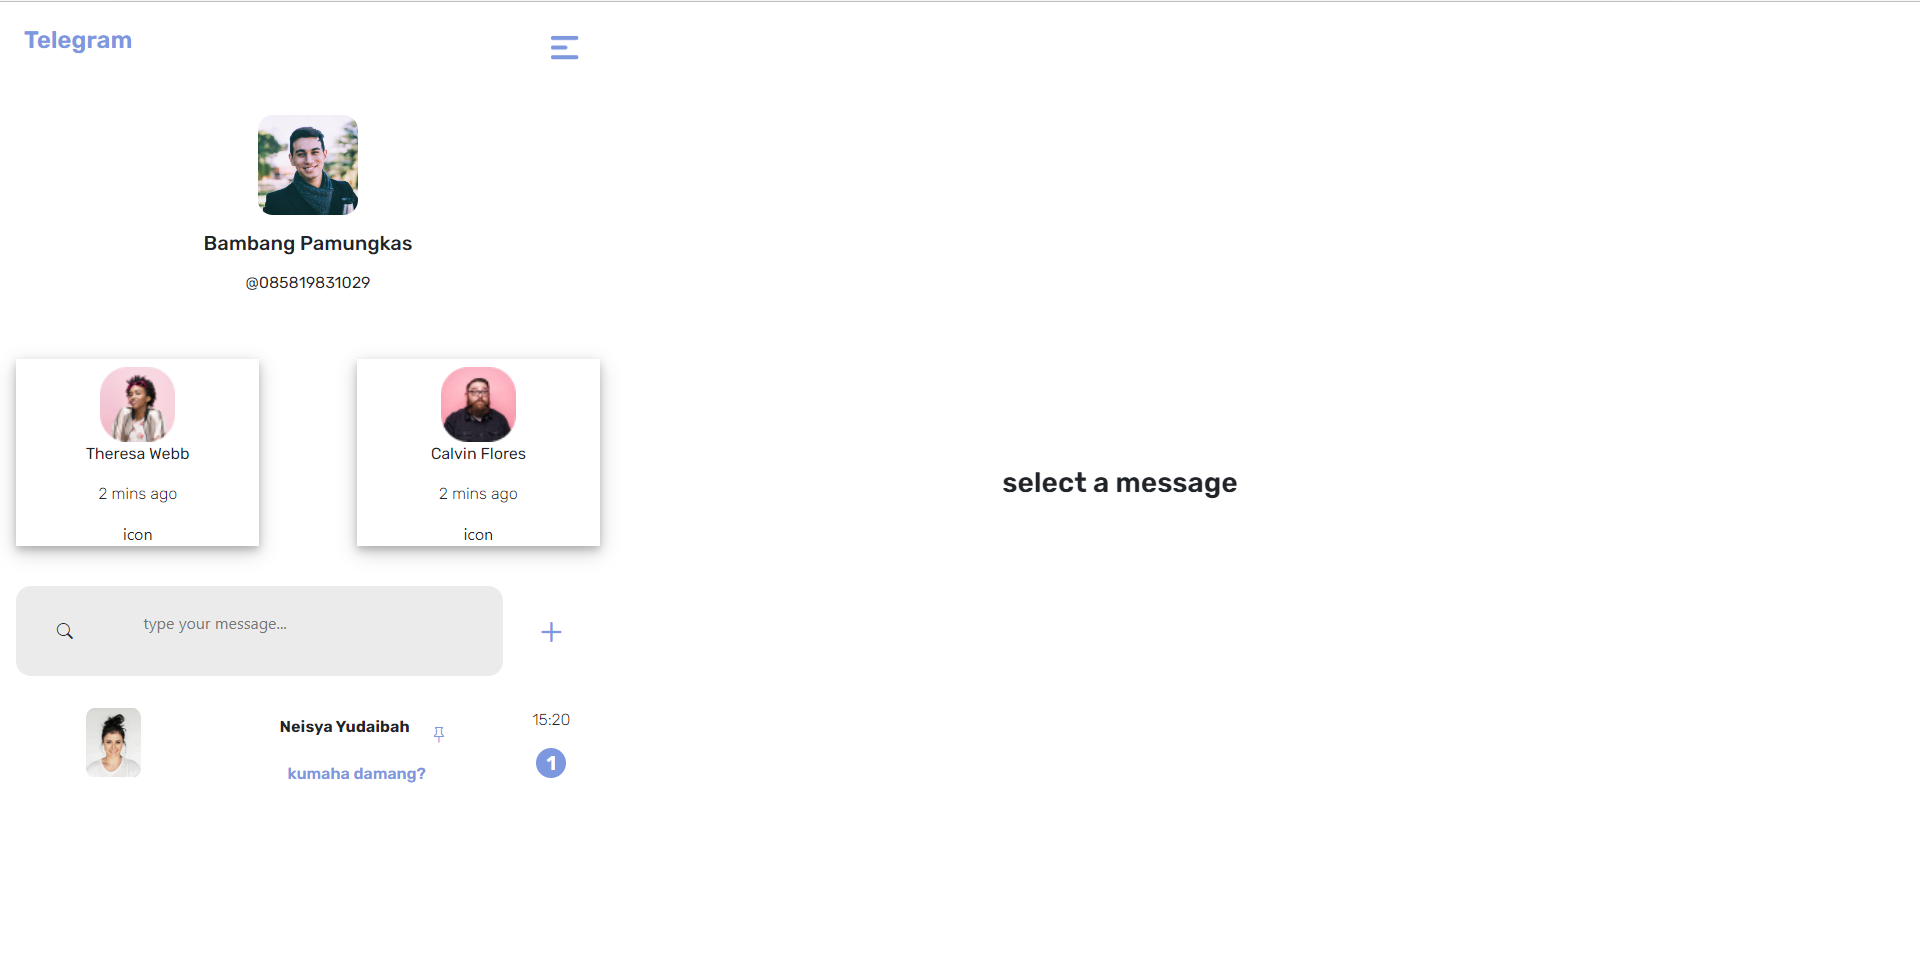 Telegram
Bambang Pamungkas
@085819831029
Theresa Webb
2 mins ago
icon
Calvin Flores
2 mins ago
icon
select a message
type your message...
Neisya Yudaibah
15:20
kumaha damang?
1